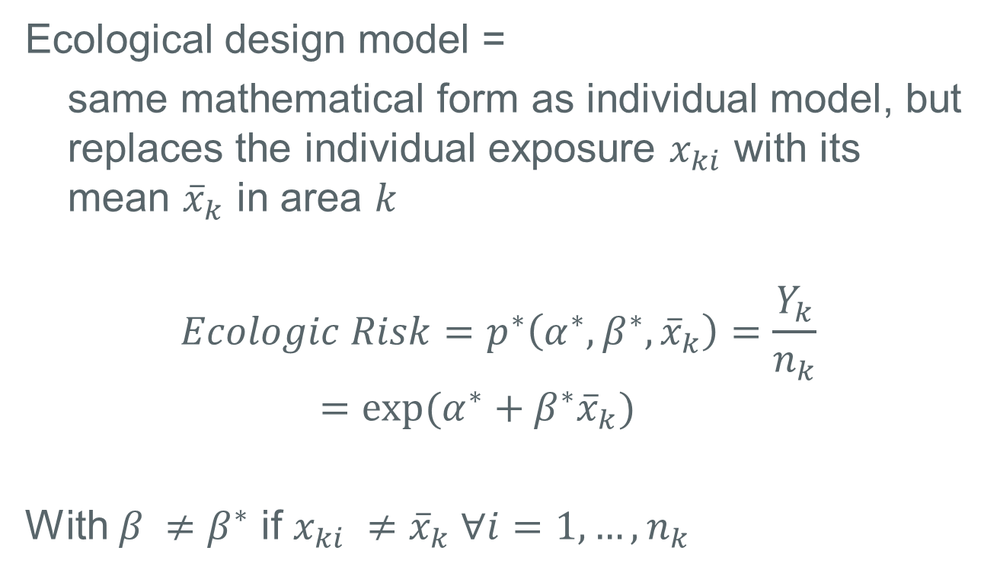 Ecological design model =
same mathematical form as individual model, but
replaces the individual exposure $x_{ki}$ with its
mean $\bar{x}_k$ in area $k$
$Ecologic\ Risk = p^*(\alpha^*, \beta^*, \bar{x}_k) = \frac{Y_k}{n_k}$
$= \exp(\alpha^* + \beta^* \bar{x}_k)$
With $\beta \neq \beta^*$ if $x_{ki} \neq \bar{x}_k\ \forall i = 1, \ldots, n_k$